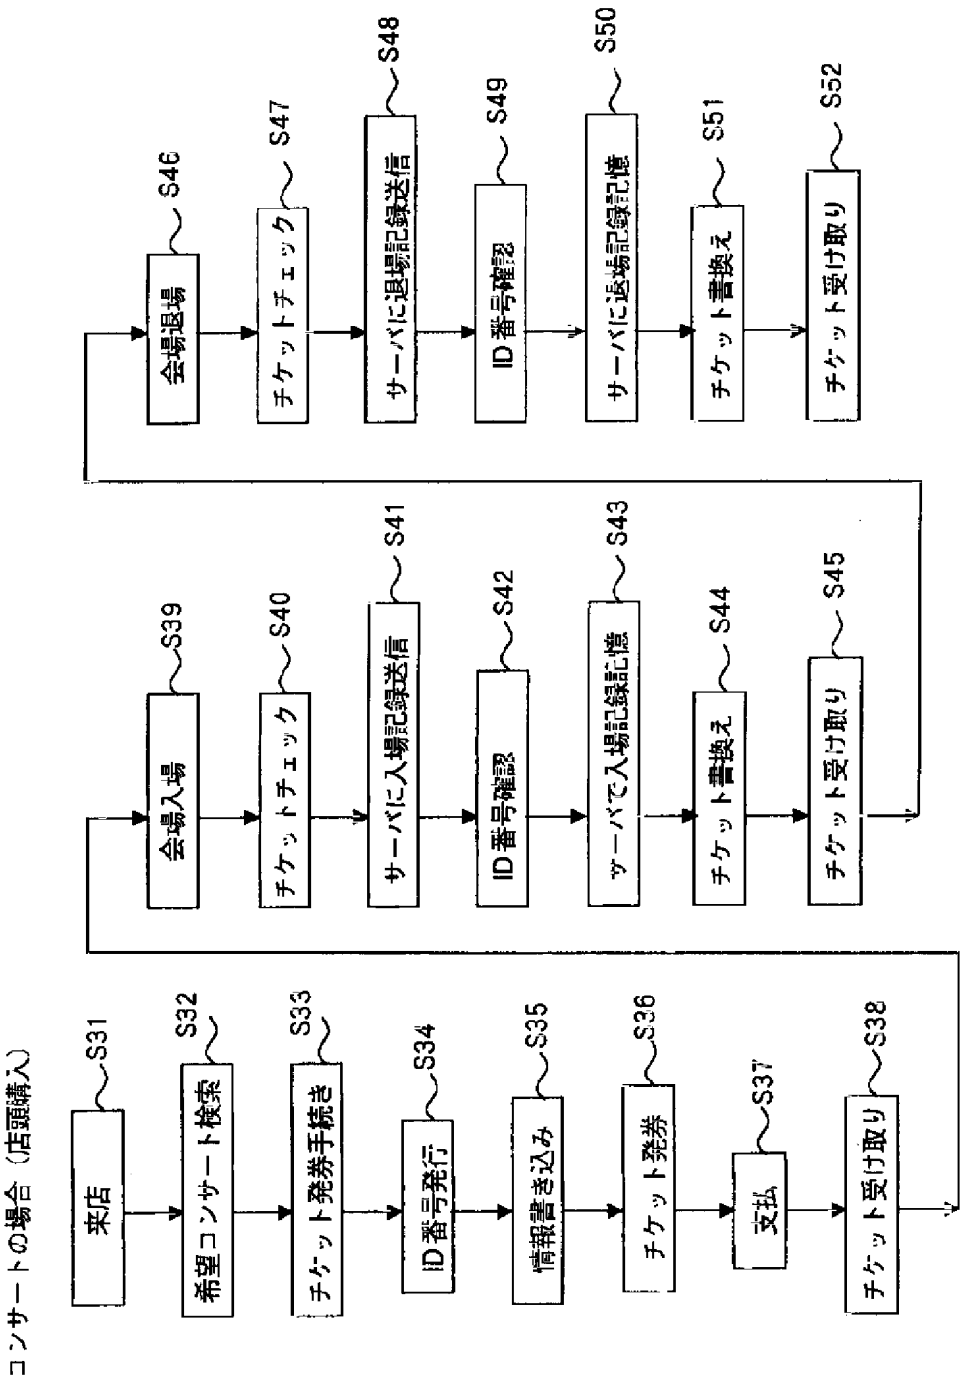 コンサートの場合（店頭購入）
来店
S31
希望コンサート検索
S32
チケット発券手続き
S33
ID番号発行
S34
情報書き込み
S35
チケット発券
S36
支払
S37
チケット受け取り
S38
会場入場
S39
チケットチェック
S40
サーバに入場記録送信
S41
ID番号確認
S42
サーバで入場記録記憶
S43
チケット書換え
S44
チケット受け取り
S45
会場退場
S46
チケットチェック
S47
サーバに退場記録送信
S48
ID番号確認
S49
サーバに退場記録記憶
S50
チケット書換え
S51
チケット受け取り
S52